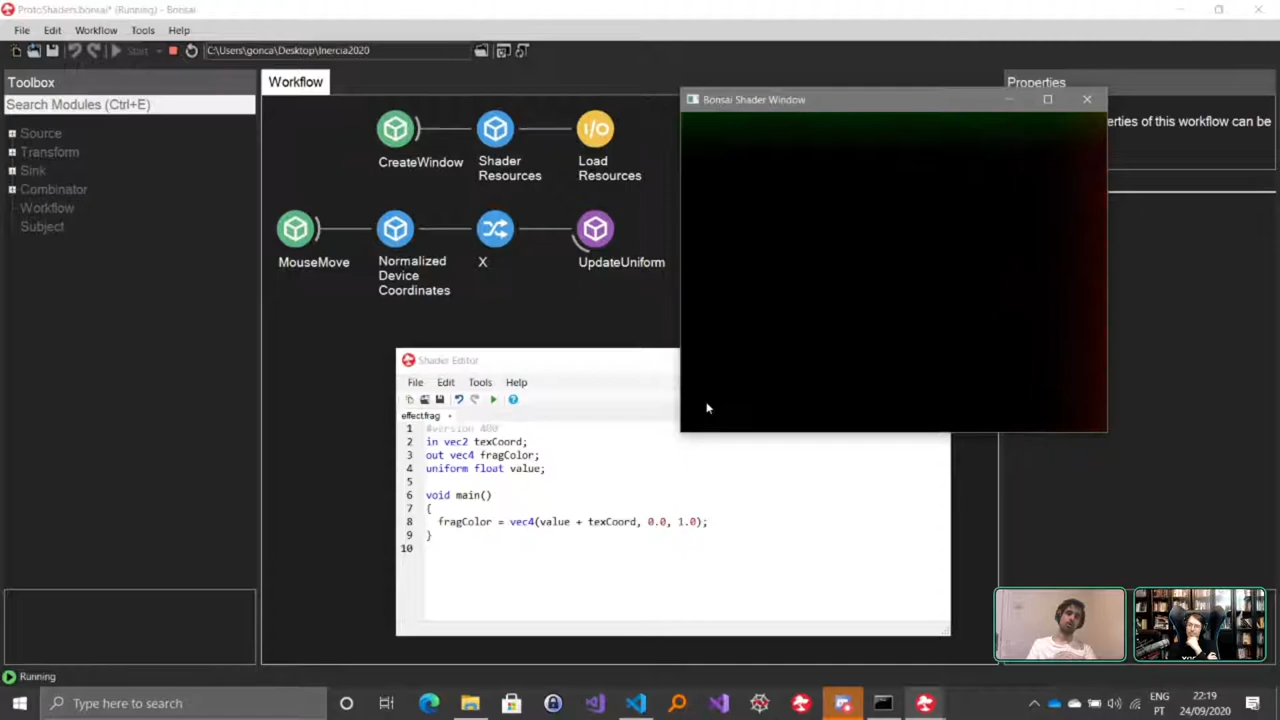 ProtoShaders.bonsai* (Running) - Bonsai
File Edit Workflow Tools Help
Start C:\Users\gonca\Desktop\Inercia2020
Toolbox
Search Modules (Ctrl+E)
Source
Transform
Sink
Combinator
Workflow
Subject
Workflow
CreateWindow
Shader
Resources
Load
Resources
MouseMove
Normalized
Device
Coordinates
X
UpdateUniform
Properties
erties of this workflow can be
Bonsai Shader Window
Shader Editor
File Edit Tools Help
effectfrag
1 #version 400
2 in vec2 texCoord;
3 out vec4 fragColor;
4 uniform float value;
5
6 void main()
7 {
8 fragColor = vec4(value + texCoord, 0.0, 1.0);
9 }
10
Running
Type here to search
ENG
PT
22:19
24/09/2020